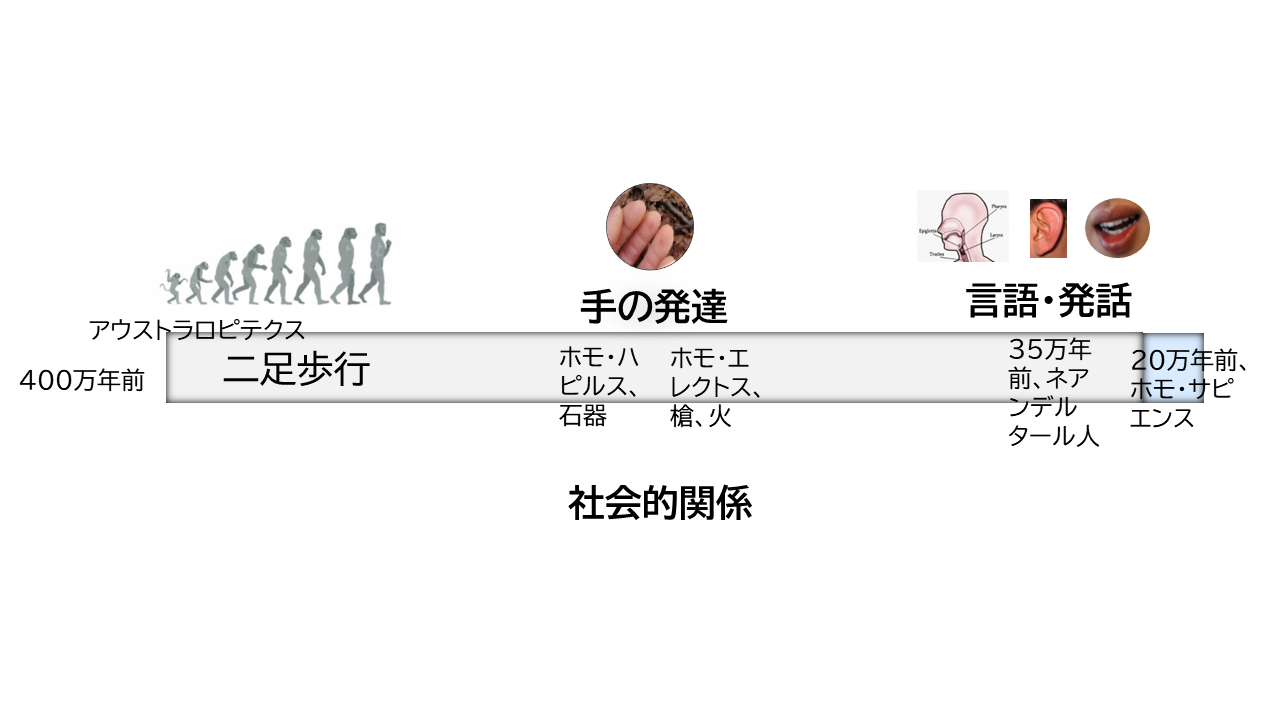 Pharynx
Epiglottis
Larynx
Trachea
手の発達
言語・発話
アウストラロピテクス
400万年前
二足歩行
ホモ・ハ
ピルス、
石器
ホモ・エ
レクトス、
槍、火
35万年
前、ネア
ンデル
タール人
20万年前、
ホモ・サピ
エンス
社会的関係